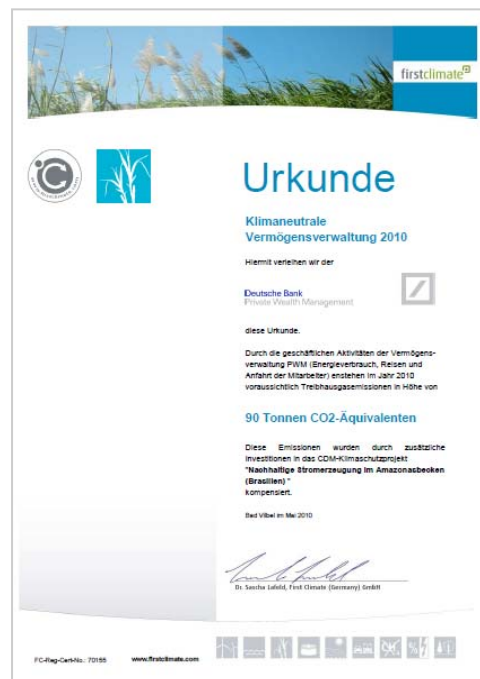 firstclimate
Urkunde
Klimaneutrale
Vermögensverwaltung 2010
Hiermit verleihen wir der
Deutsche Bank
Private Wealth Management
diese Urkunde.
Durch die geschäftlichen Aktivitäten der Vermögens-
verwaltung PWM (Energieverbrauch, Reisen und
Anfahrt der Mitarbeiter) enstehen im Jahr 2010
voraussichtlich Treibhausgasemissionen in Höhe von
90 Tonnen CO2-Äquivalenten
Diese Emissionen wurden durch zusätzliche
Investitionen in das CDM-Klimaschutzprojekt
"Nachhaltige Stromerzeugung im Amazonasbecken
(Brasilien) "
kompensiert.
Bad Vilbel im Mai 2010
Dr. Sascha Lafeld, First Climate (Germany) GmbH
FC-Reg-Cert-No.: 70155 www.firstclimate.com